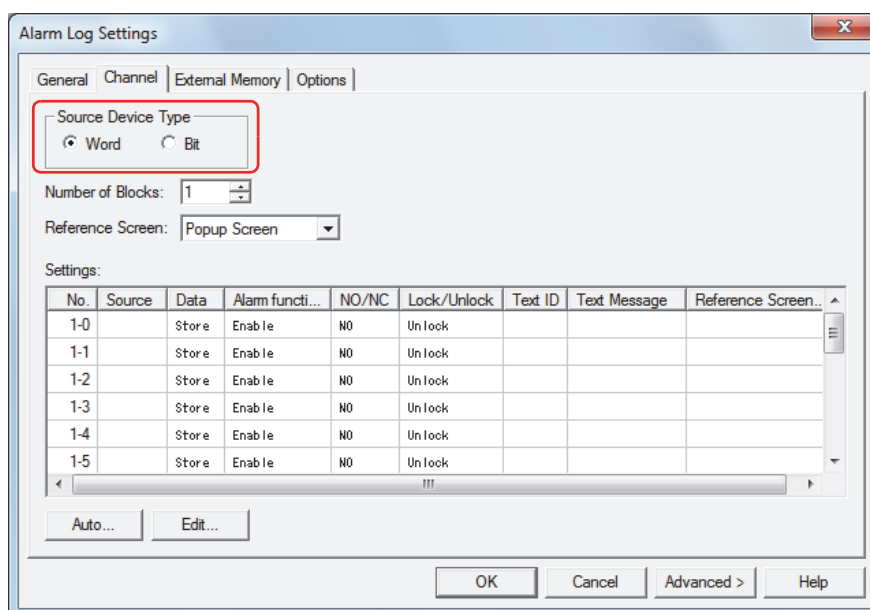 Alarm Log Settings
General Channel External Memory Options
Source Device Type
Word Bit
Number of Blocks: 1
Reference Screen: Popup Screen
Settings:
No. Source Data Alarm functi... NO/NC Lock/Unlock Text ID Text Message Reference Screen...
1-0 Store Enable NO Unlock
1-1 Store Enable NO Unlock
1-2 Store Enable NO Unlock
1-3 Store Enable NO Unlock
1-4 Store Enable NO Unlock
1-5 Store Enable NO Unlock
Auto... Edit...
OK Cancel Advanced > Help